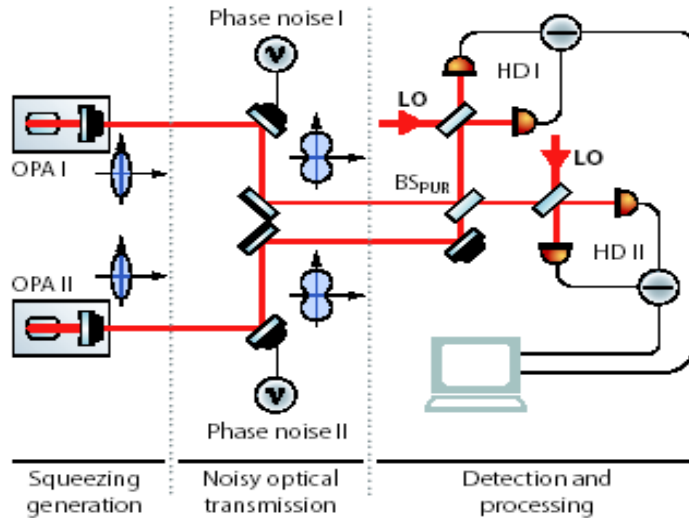 Phase noise I
V
HD I
LO
OPA I
LO
BSPUR
OPA II
HD II
V
Phase noise II
Squeezing
generation
Noisy optical
transmission
Detection and
processing